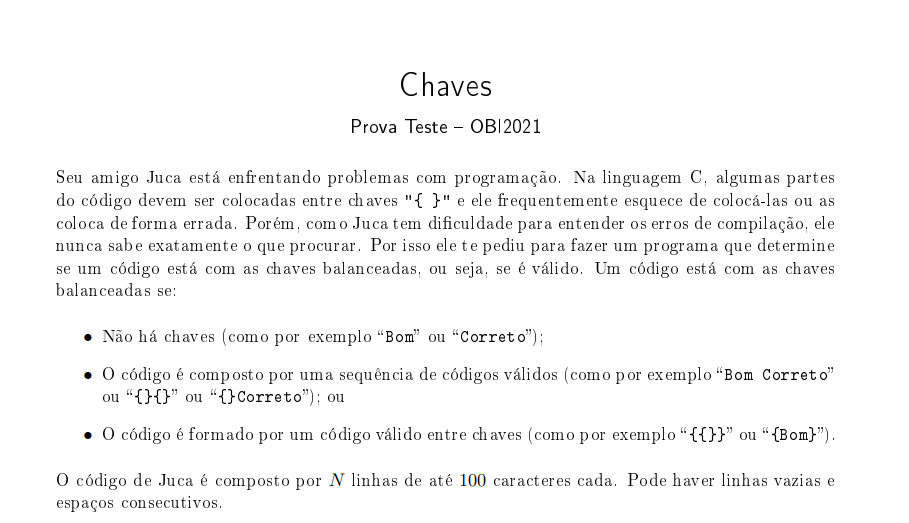 Chaves
Prova Teste – OBI2021
Seu amigo Juca está enfrentando problemas com programação. Na linguagem C, algumas partes
do código devem ser colocadas entre chaves "{ }" e ele frequentemente esquece de colocá-las ou as
coloca de forma errada. Porém, como Juca tem dificuldade para entender os erros de compilação, ele
nunca sabe exatamente o que procurar. Por isso ele te pediu para fazer um programa que determine
se um código está com as chaves balanceadas, ou seja, se é válido. Um código está com as chaves
balanceadas se:
• Não há chaves (como por exemplo “Bom” ou “Correto”);
• O código é composto por uma sequência de códigos válidos (como por exemplo “Bom Correto”
ou “{}{}” ou “{}Correto”); ou
• O código é formado por um código válido entre chaves (como por exemplo “{{}}” ou “{Bom}”).
O código de Juca é composto por N linhas de até 100 caracteres cada. Pode haver linhas vazias e
espaços consecutivos.